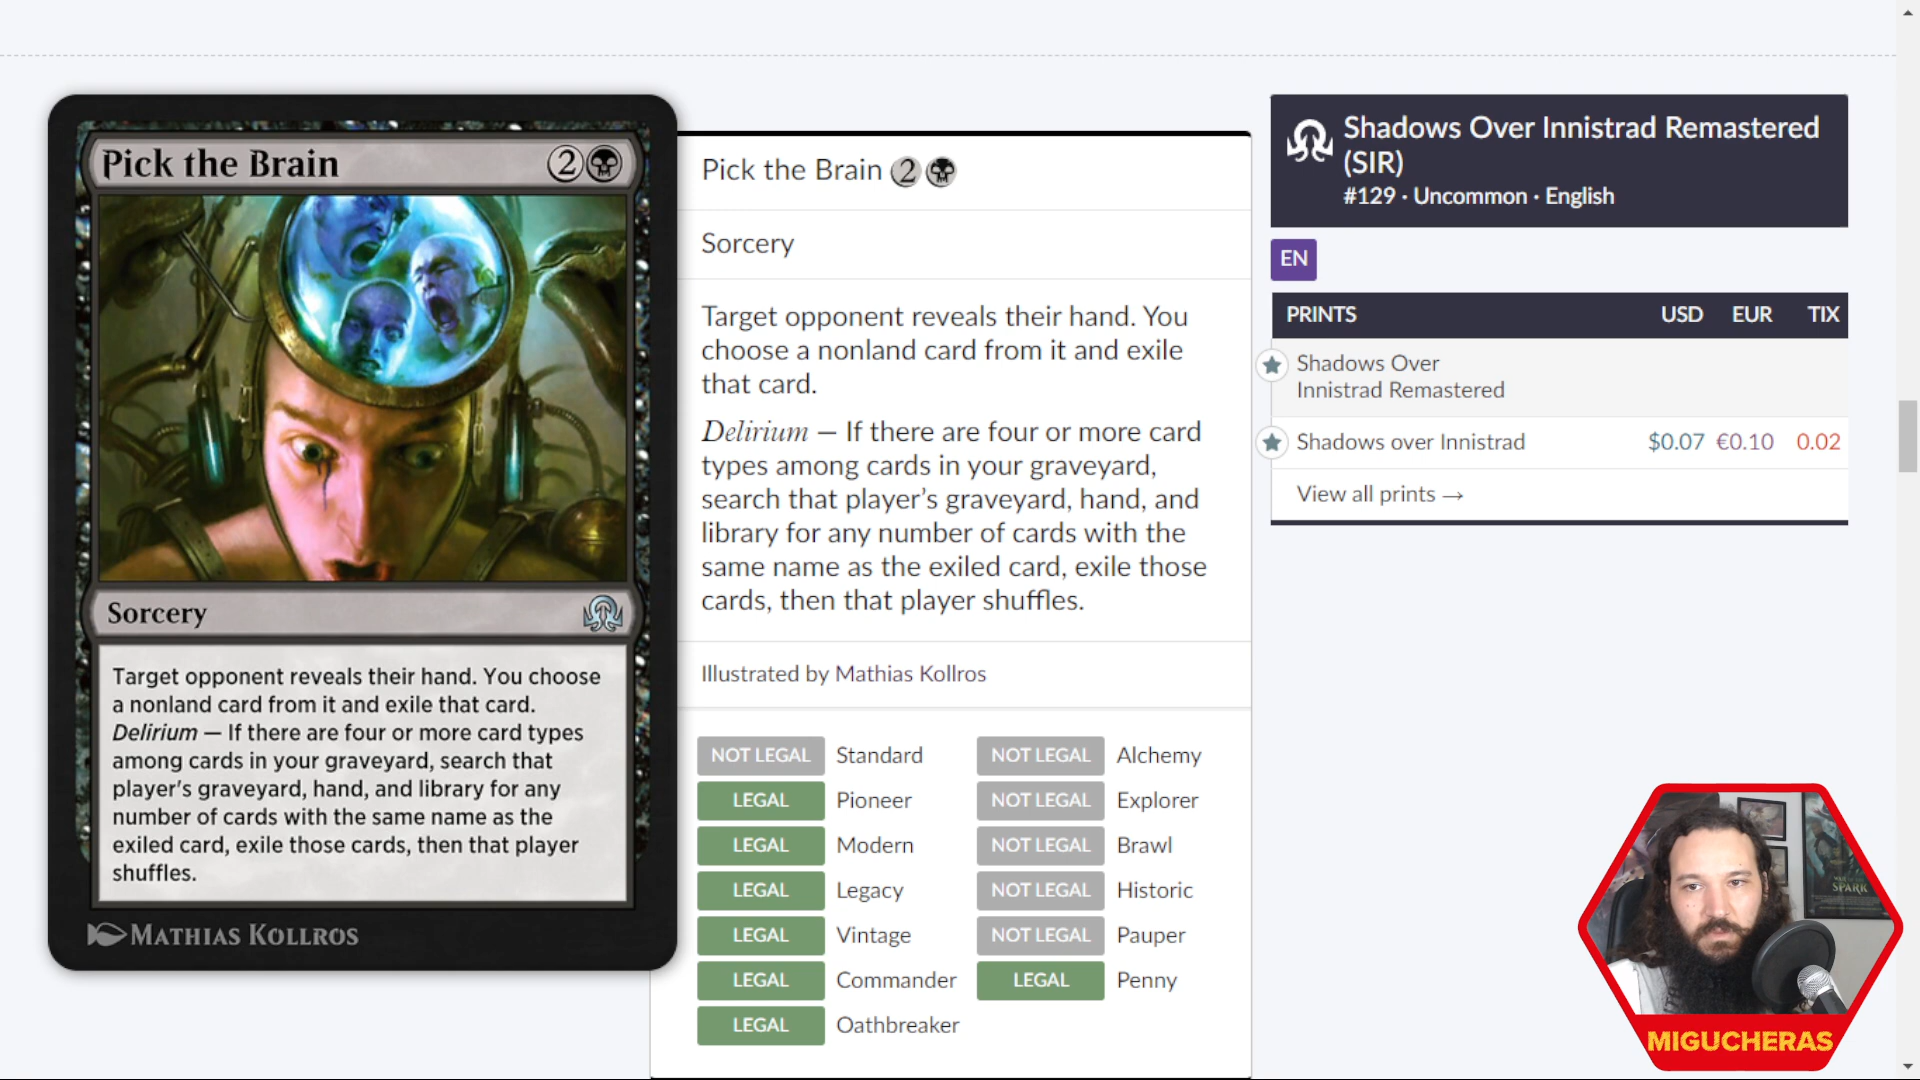 Pick the Brain 2
Sorcery
Target opponent reveals their hand. You choose
a nonland card from it and exile that card.
Delirium — If there are four or more card types
among cards in your graveyard, search that
player's graveyard, hand, and library for any
number of cards with the same name as the
exiled card, exile those cards, then that player
shuffles.
MATHIAS KOLLROS
Pick the Brain 2
Sorcery
Target opponent reveals their hand. You
choose a nonland card from it and exile
that card.
Delirium — If there are four or more card
types among cards in your graveyard,
search that player’s graveyard, hand, and
library for any number of cards with the
same name as the exiled card, exile those
cards, then that player shuffles.
Illustrated by Mathias Kollros
NOT LEGAL Standard NOT LEGAL Alchemy
LEGAL Pioneer NOT LEGAL Explorer
LEGAL Modern NOT LEGAL Brawl
LEGAL Legacy NOT LEGAL Historic
LEGAL Vintage NOT LEGAL Pauper
LEGAL Commander LEGAL Penny
LEGAL Oathbreaker
Shadows Over Innistrad Remastered
(SIR)
#129 · Uncommon · English
EN
PRINTS USD EUR TIX
Shadows Over
Innistrad Remastered
Shadows over Innistrad $0.07 €0.10 0.02
View all prints →
SPARK
MIGUCHERAS